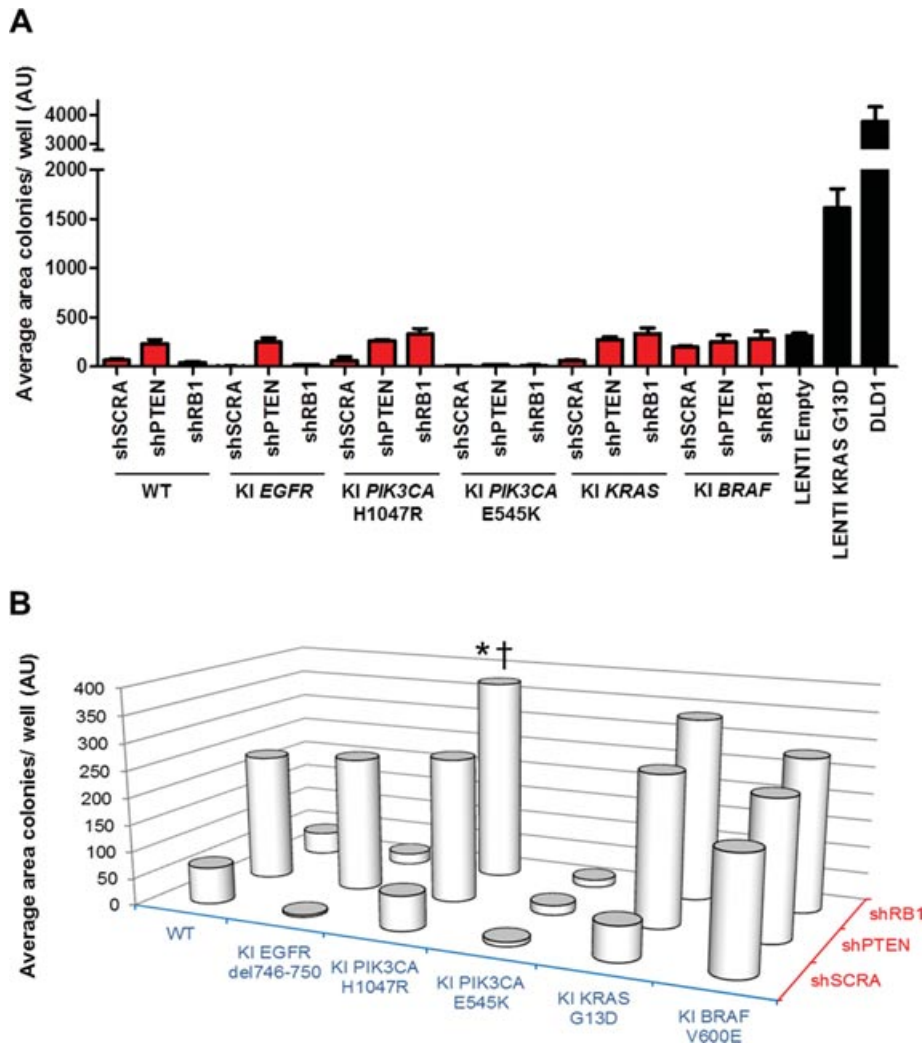 A
Average area colonies/ well (AU)
4000
3000
2000
1500
1000
500
0
shSCRA
shPTEN
shRB1
shSCRA
shPTEN
shRB1
shSCRA
shPTEN
shRB1
shSCRA
shPTEN
shRB1
shSCRA
shPTEN
shRB1
shSCRA
shPTEN
shRB1
LENTI Empty
LENTI KRAS G13D
DLD1
WT
KI EGFR
KI PIK3CA
H1047R
KI PIK3CA
E545K
KI KRAS
KI BRAF
B
Average area colonies/ well (AU)
400
350
300
250
200
150
100
50
0
*†
WT
KI EGFR
del746-750
KI PIK3CA
H1047R
KI PIK3CA
E545K
KI KRAS
G13D
KI BRAF
V600E
shRB1
shPTEN
shSCRA